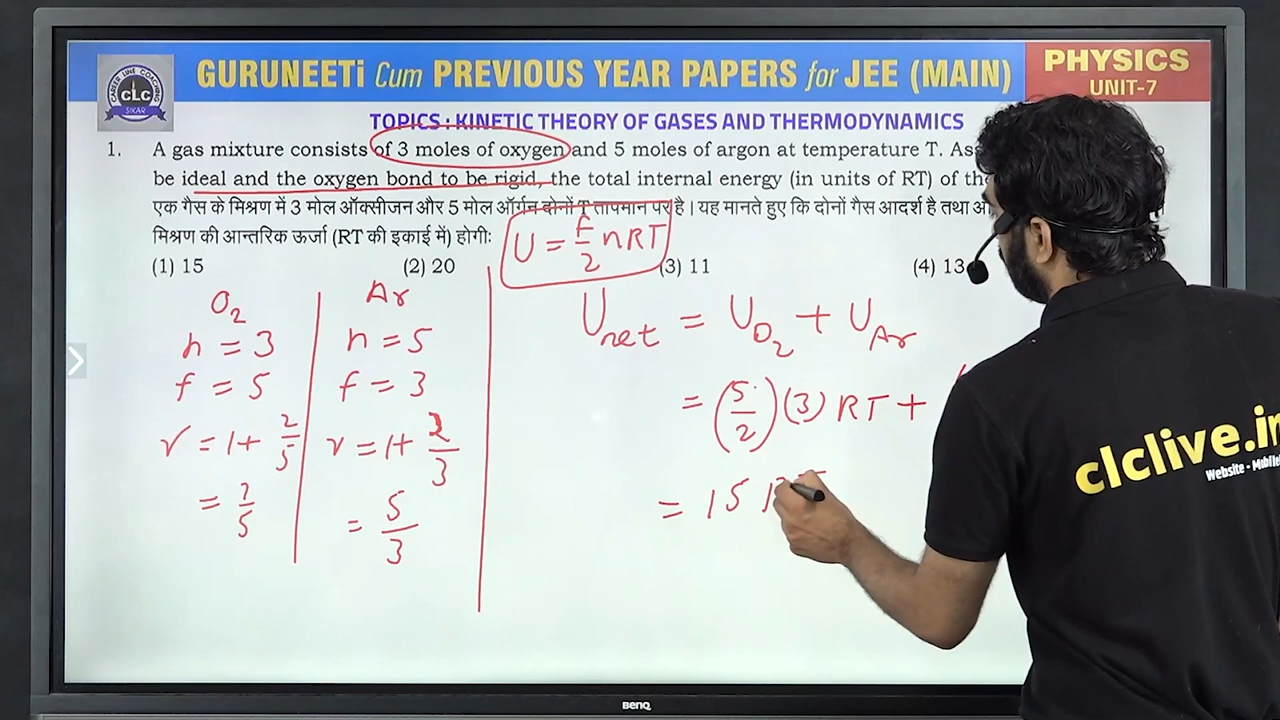 GURUNEETi Cum PREVIOUS YEAR PAPERS for JEE (MAIN)
PHYSICS
UNIT-7
CAREER LINE COACHING
CLC
SIKAR
TOPICS : KINETIC THEORY OF GASES AND THERMODYNAMICS
1. A gas mixture consists of 3 moles of oxygen and 5 moles of argon at temperature T.
be ideal and the oxygen bond to be rigid, the total internal energy (in units of RT) of
एक गैस के मिश्रण में 3 मोल ऑक्सीजन और 5 मोल ऑर्गन दोनों T तापमान पर है। यह मानते हुए कि दोनों गैस आदर्श है तथा
मिश्रण की आन्तरिक ऊर्जा (RT की इकाई में) होगीः
U = f/2 nRT
(1) 15 (2) 20 (3) 11 (4) 13
O2
n = 3
f = 5
γ = 1 + 2/5
= 7/5
Ar
n = 5
f = 3
γ = 1 + 2/3
= 5/3
Unet = UO2 + UAr
= (5/2) (3) RT +
= 15
clclive.in
Website - Mobile
BenQ